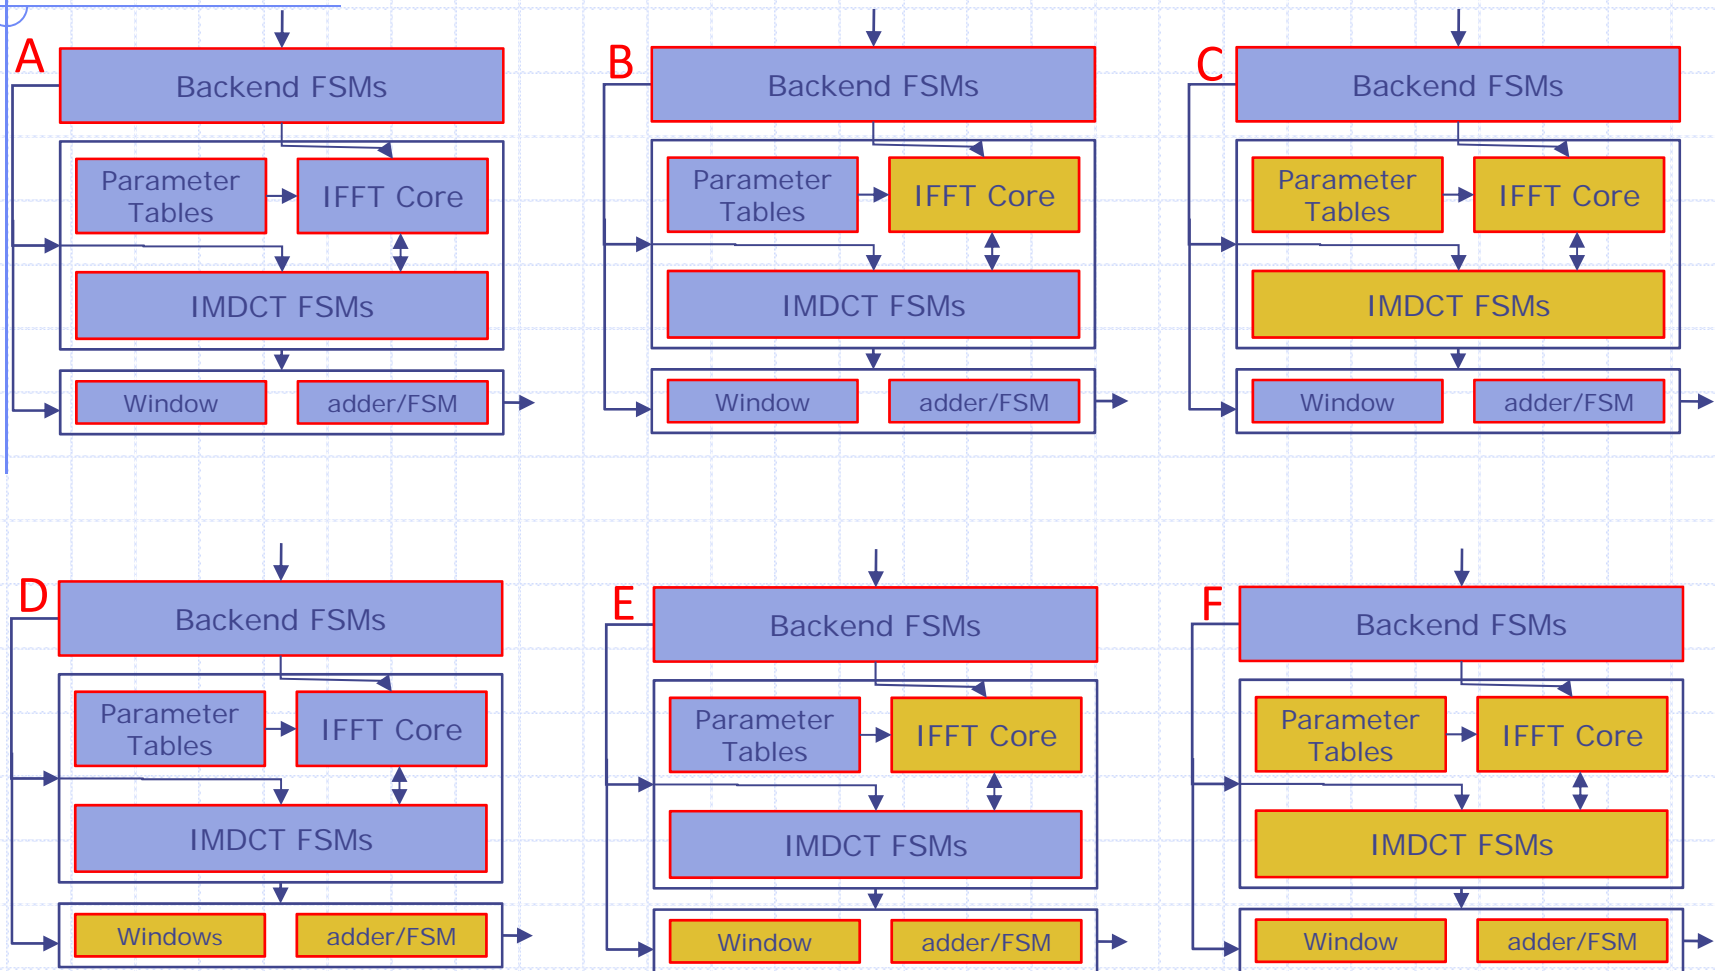 A
Backend FSMs
Parameter
Tables
IFFT Core
IMDCT FSMs
Window
adder/FSM
B
Backend FSMs
Parameter
Tables
IFFT Core
IMDCT FSMs
Window
adder/FSM
C
Backend FSMs
Parameter
Tables
IFFT Core
IMDCT FSMs
Window
adder/FSM
D
Backend FSMs
Parameter
Tables
IFFT Core
IMDCT FSMs
Windows
adder/FSM
E
Backend FSMs
Parameter
Tables
IFFT Core
IMDCT FSMs
Window
adder/FSM
F
Backend FSMs
Parameter
Tables
IFFT Core
IMDCT FSMs
Window
adder/FSM